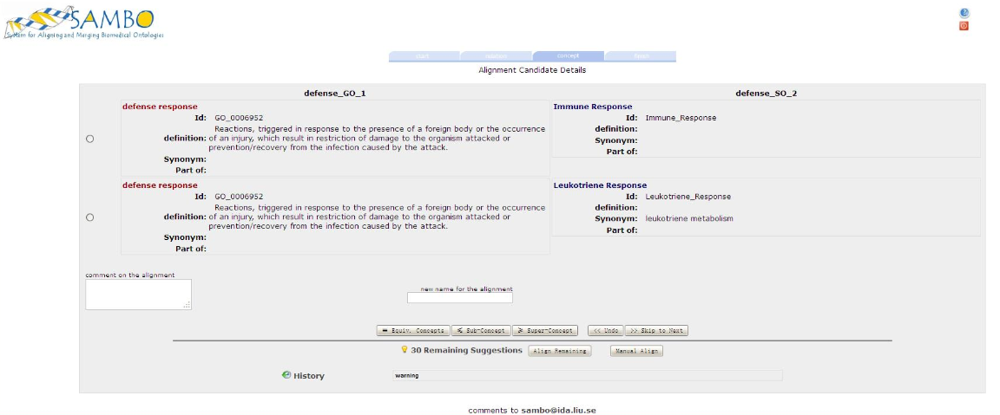 SAMBO
System for Aligning and Merging Biomedical Ontologies
start
concept
finish
Alignment Candidate Details
defense_GO_1
defense_SO_2
defense response
Id: GO_0006952
definition: Reactions, triggered in response to the presence of a foreign body or the occurrence
of an injury, which result in restriction of damage to the organism attacked or
prevention/recovery from the infection caused by the attack.
Synonym:
Part of:
Immune Response
Id: Immune_Response
definition:
Synonym:
Part of:
defense response
Id: GO_0006952
definition: Reactions, triggered in response to the presence of a foreign body or the occurrence
of an injury, which result in restriction of damage to the organism attacked or
prevention/recovery from the infection caused by the attack.
Synonym:
Part of:
Leukotriene Response
Id: Leukotriene_Response
definition:
Synonym: leukotriene metabolism
Part of:
comment on the alignment
new name for the alignment
= Equiv. Concepts
≤ Sub-Concept
≥ Super-Concept
<< Undo
>> Skip to Next
30 Remaining Suggestions
Align Remaining
Manual Align
History
warning
comments to sambo@ida.liu.se